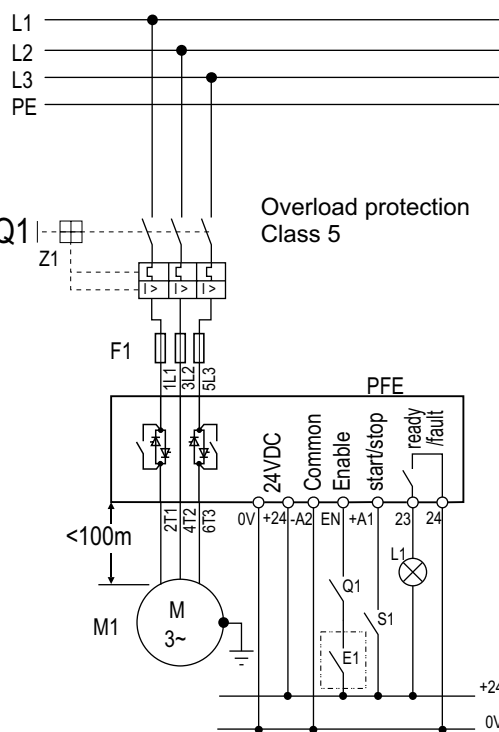 L1
L2
L3
PE
Overload protection
Class 5
Q1
Z1
I> I> I>
F1
1L1
3L2
5L3
PFE
24VDC
Common
Enable
start/stop
ready
/fault
2T1
4T2
6T3
0V +24 -A2 EN +A1 23 24
<100m
L1
Q1
S1
M1
M
3~
E1
+24
0V